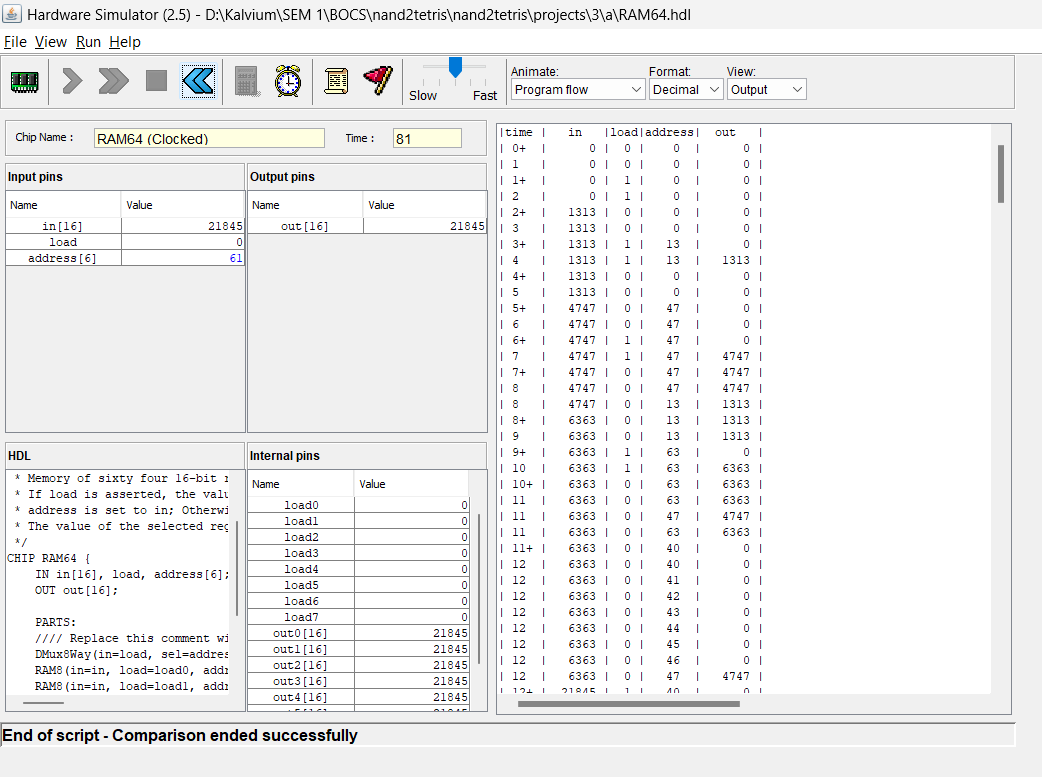 Hardware Simulator (2.5) - D:\Kalvium\SEM 1\BOCS\nand2tetris\nand2tetris\projects\3\a\RAM64.hdl
File View Run Help
Slow Fast
Animate: Format: View:
Program flow Decimal Output
Chip Name : RAM64 (Clocked) Time : 81
Input pins
Name Value
in[16] 21845
load 0
address[6] 61
Output pins
Name Value
out[16] 21845
HDL
* Memory of sixty four 16-bit r
* If load is asserted, the valu
* address is set to in; Otherwi
* The value of the selected reg
*/
CHIP RAM64 {
IN in[16], load, address[6];
OUT out[16];
PARTS:
//// Replace this comment wi
DMux8Way(in=load, sel=addres
RAM8(in=in, load=load0, addr
RAM8(in=in, load=load1, addr
Internal pins
Name Value
load0 0
load1 0
load2 0
load3 0
load4 0
load5 0
load6 0
load7 0
out0[16] 21845
out1[16] 21845
out2[16] 21845
out3[16] 21845
out4[16] 21845
|time | in |load|address| out |
| 0+ | 0 | 0 | 0 | 0 |
| 1 | 0 | 0 | 0 | 0 |
| 1+ | 0 | 1 | 0 | 0 |
| 2 | 0 | 1 | 0 | 0 |
| 2+ | 1313 | 0 | 0 | 0 |
| 3 | 1313 | 0 | 0 | 0 |
| 3+ | 1313 | 1 | 13 | 0 |
| 4 | 1313 | 1 | 13 | 1313 |
| 4+ | 1313 | 0 | 0 | 0 |
| 5 | 1313 | 0 | 0 | 0 |
| 5+ | 4747 | 0 | 47 | 0 |
| 6 | 4747 | 0 | 47 | 0 |
| 6+ | 4747 | 1 | 47 | 0 |
| 7 | 4747 | 1 | 47 | 4747 |
| 7+ | 4747 | 0 | 47 | 4747 |
| 8 | 4747 | 0 | 47 | 4747 |
| 8 | 4747 | 0 | 13 | 1313 |
| 8+ | 6363 | 0 | 13 | 1313 |
| 9 | 6363 | 0 | 13 | 1313 |
| 9+ | 6363 | 1 | 63 | 0 |
| 10 | 6363 | 1 | 63 | 6363 |
| 10+ | 6363 | 0 | 63 | 6363 |
| 11 | 6363 | 0 | 63 | 6363 |
| 11 | 6363 | 0 | 47 | 4747 |
| 11 | 6363 | 0 | 63 | 6363 |
| 11+ | 6363 | 0 | 40 | 0 |
| 12 | 6363 | 0 | 40 | 0 |
| 12 | 6363 | 0 | 41 | 0 |
| 12 | 6363 | 0 | 42 | 0 |
| 12 | 6363 | 0 | 43 | 0 |
| 12 | 6363 | 0 | 44 | 0 |
| 12 | 6363 | 0 | 45 | 0 |
| 12 | 6363 | 0 | 46 | 0 |
| 12 | 6363 | 0 | 47 | 4747 |
| 12+ | 21845 | 1 | 40 | 0 |
End of script - Comparison ended successfully